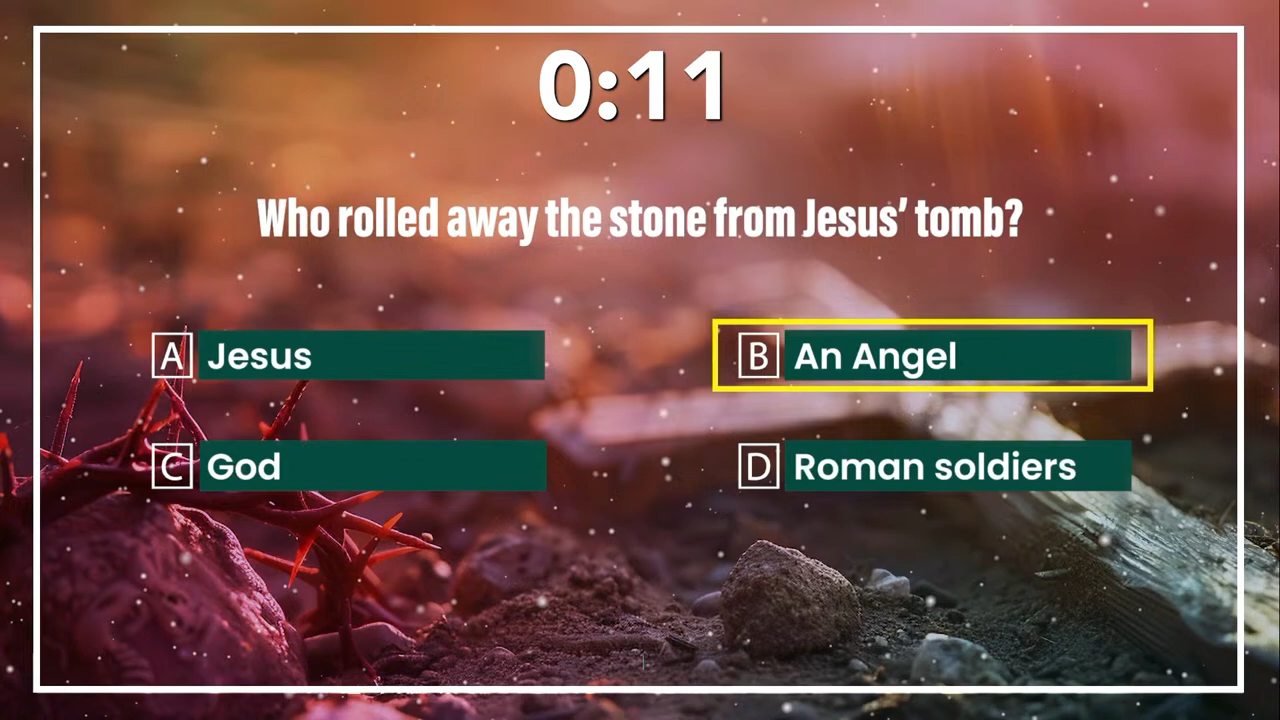 0:11
Who rolled away the stone from Jesus’ tomb?
A Jesus
B An Angel
C God
D Roman soldiers